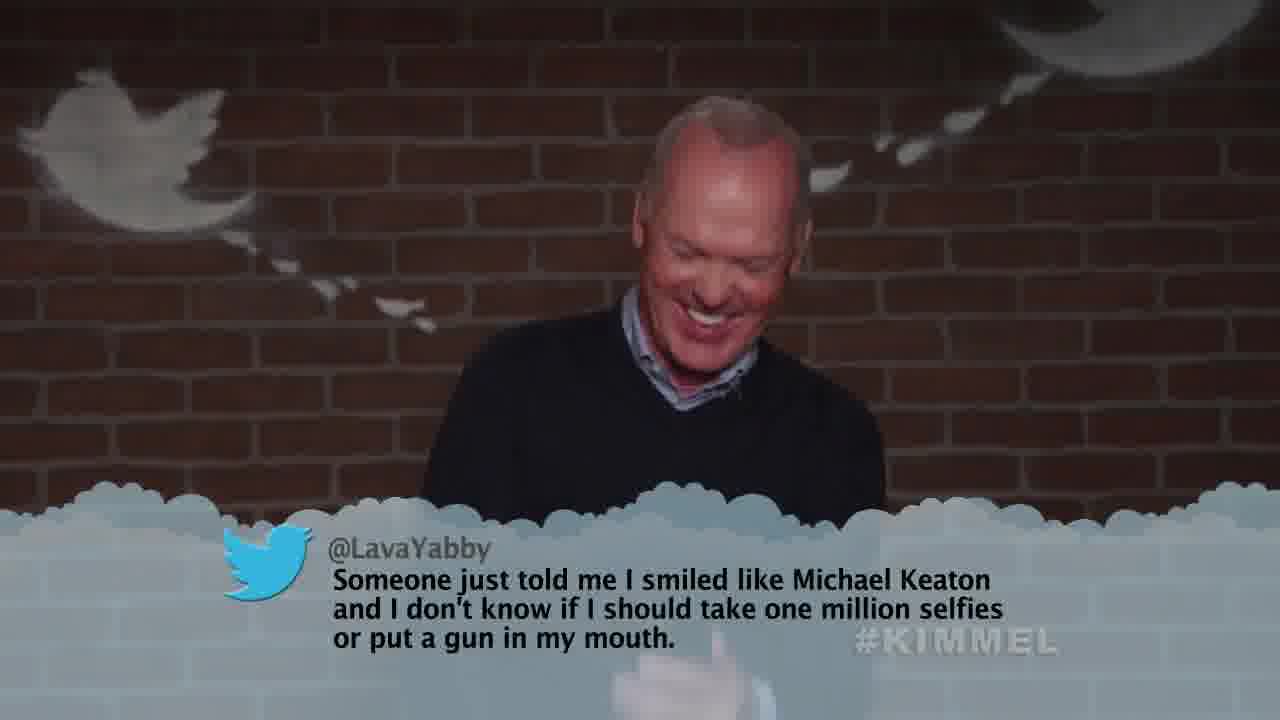 @LavaYabby
Someone just told me I smiled like Michael Keaton
and I don't know if I should take one million selfies
or put a gun in my mouth.
#KIMMEL